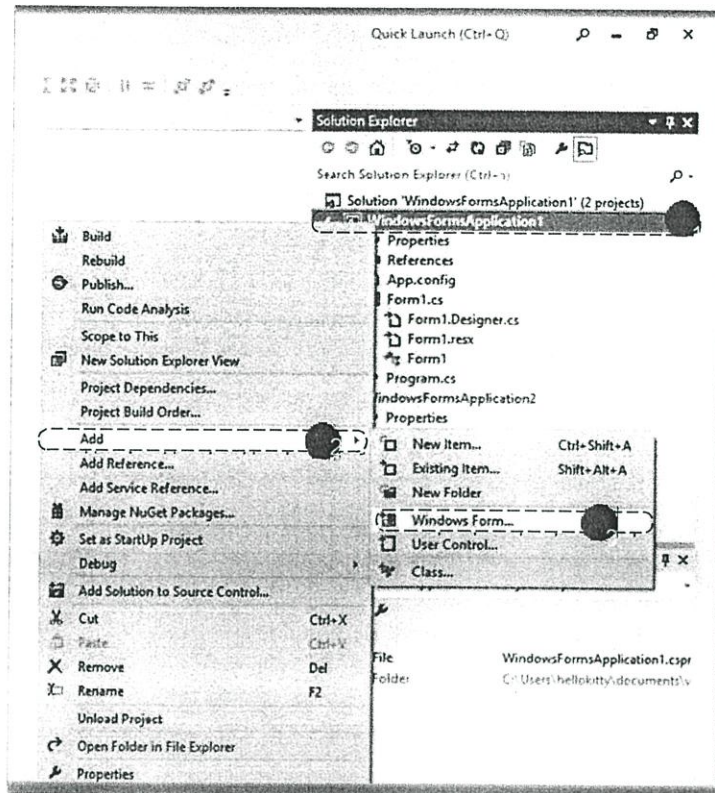 Quick Launch (Ctrl+Q)
Solution Explorer
Search Solution Explorer (Ctrl+
Solution 'WindowsFormsApplication1' (2 projects)
WindowsFormsApplication1
Properties
References
App.config
Form1.cs
Form1.Designer.cs
Form1.resx
Form1
Program.cs
indowsFormsApplication2
Properties
Build
Rebuild
Publish...
Run Code Analysis
Scope to This
New Solution Explorer View
Project Dependencies...
Project Build Order...
Add
Add Reference...
Add Service Reference...
Manage NuGet Packages...
Set as StartUp Project
Debug
Add Solution to Source Control...
Cut Ctrl+X
Paste Ctrl+V
Remove Del
Rename F2
Unload Project
Open Folder in File Explorer
Properties
New Item... Ctrl+Shift+A
Existing Item... Shift+Alt+A
New Folder
Windows Form...
User Control...
Class...
File WindowsFormsApplication1.cspr
Folder C:\Users\hellokitty\documents\v